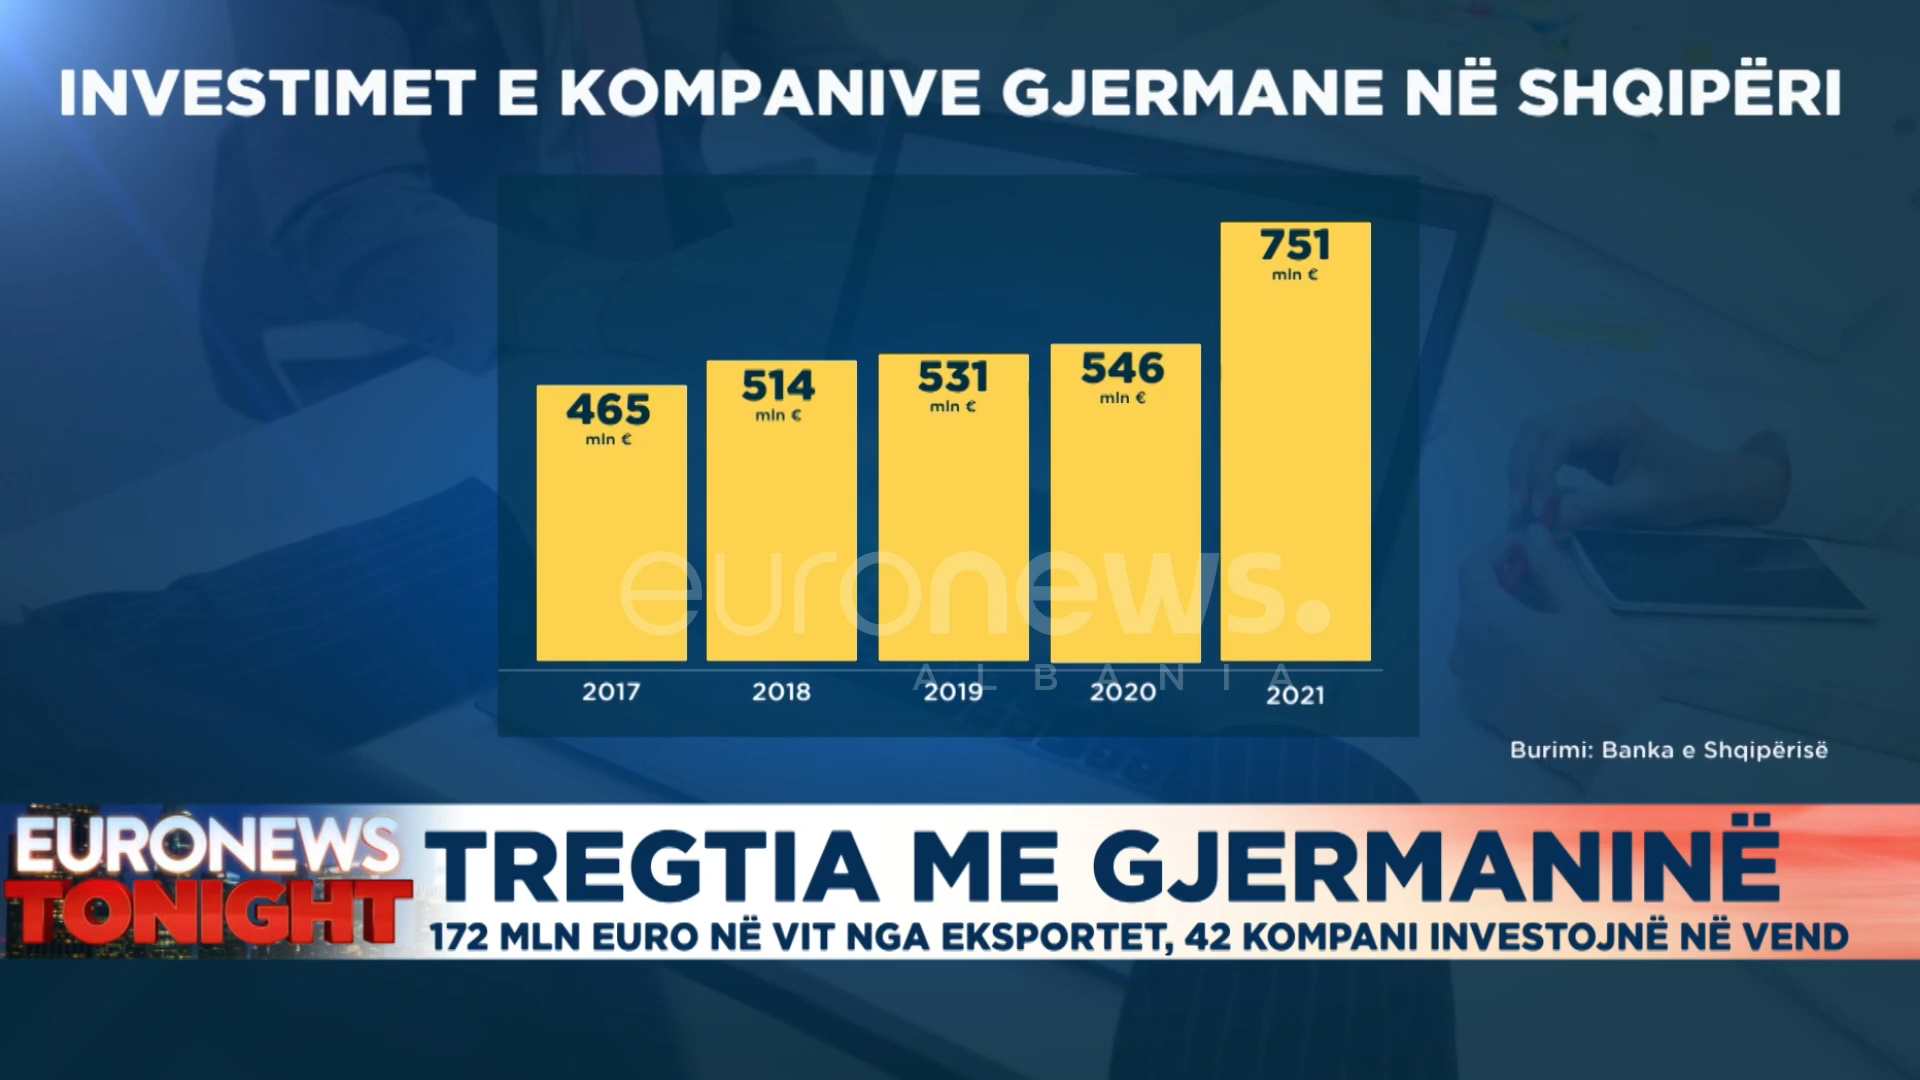 INVESTIMET E KOMPANIVE GJERMANE NË SHQIPËRI
751
mln €
546
mln €
531
mln €
514
mln €
465
mln €
euronews.
ALBANIA
2017 2018 2019 2020 2021
Burimi: Banka e Shqipërisë
EURONEWS
TONIGHT
TREGTIA ME GJERMANINË
172 MLN EURO NË VIT NGA EKSPORTET, 42 KOMPANI INVESTOJNË NË VEND